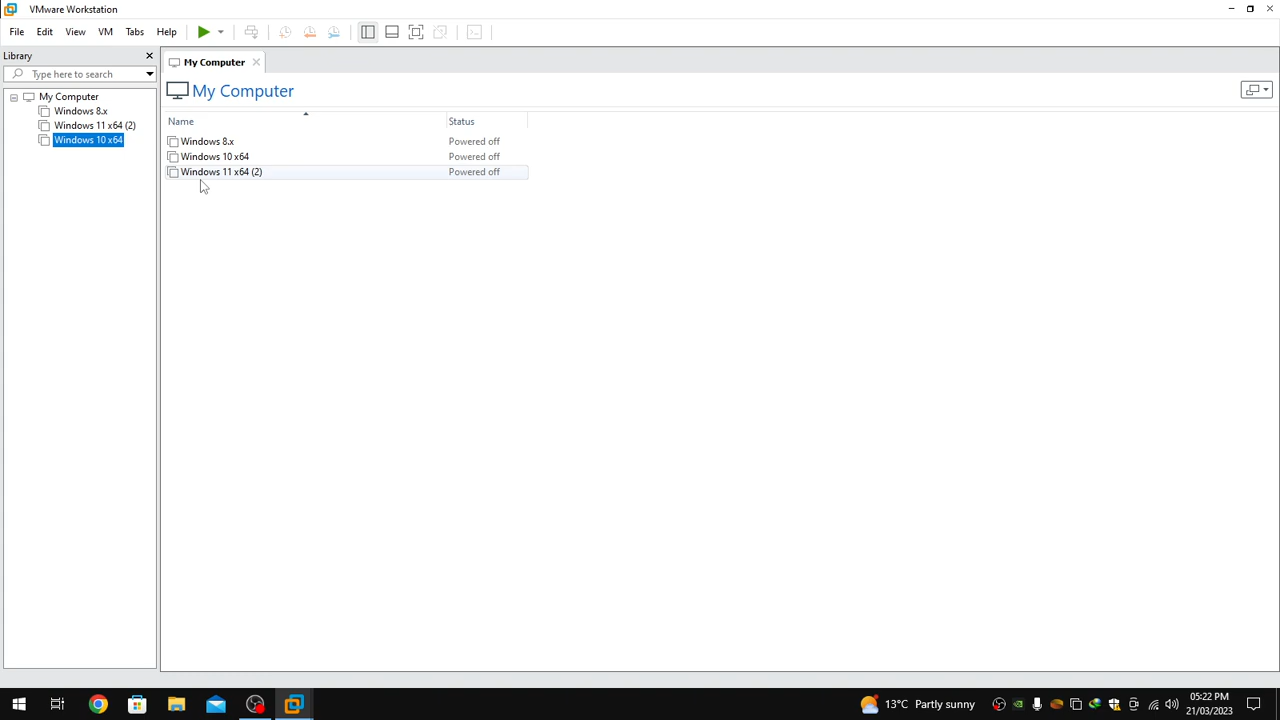 VMware Workstation
File Edit View VM Tabs Help
Library
Type here to search
My Computer
Windows 8.x
Windows 11 x64 (2)
Windows 10 x64
My Computer
My Computer
Name Status
Windows 8.x Powered off
Windows 10 x64 Powered off
Windows 11 x64 (2) Powered off
13°C Partly sunny
05:22 PM
21/03/2023